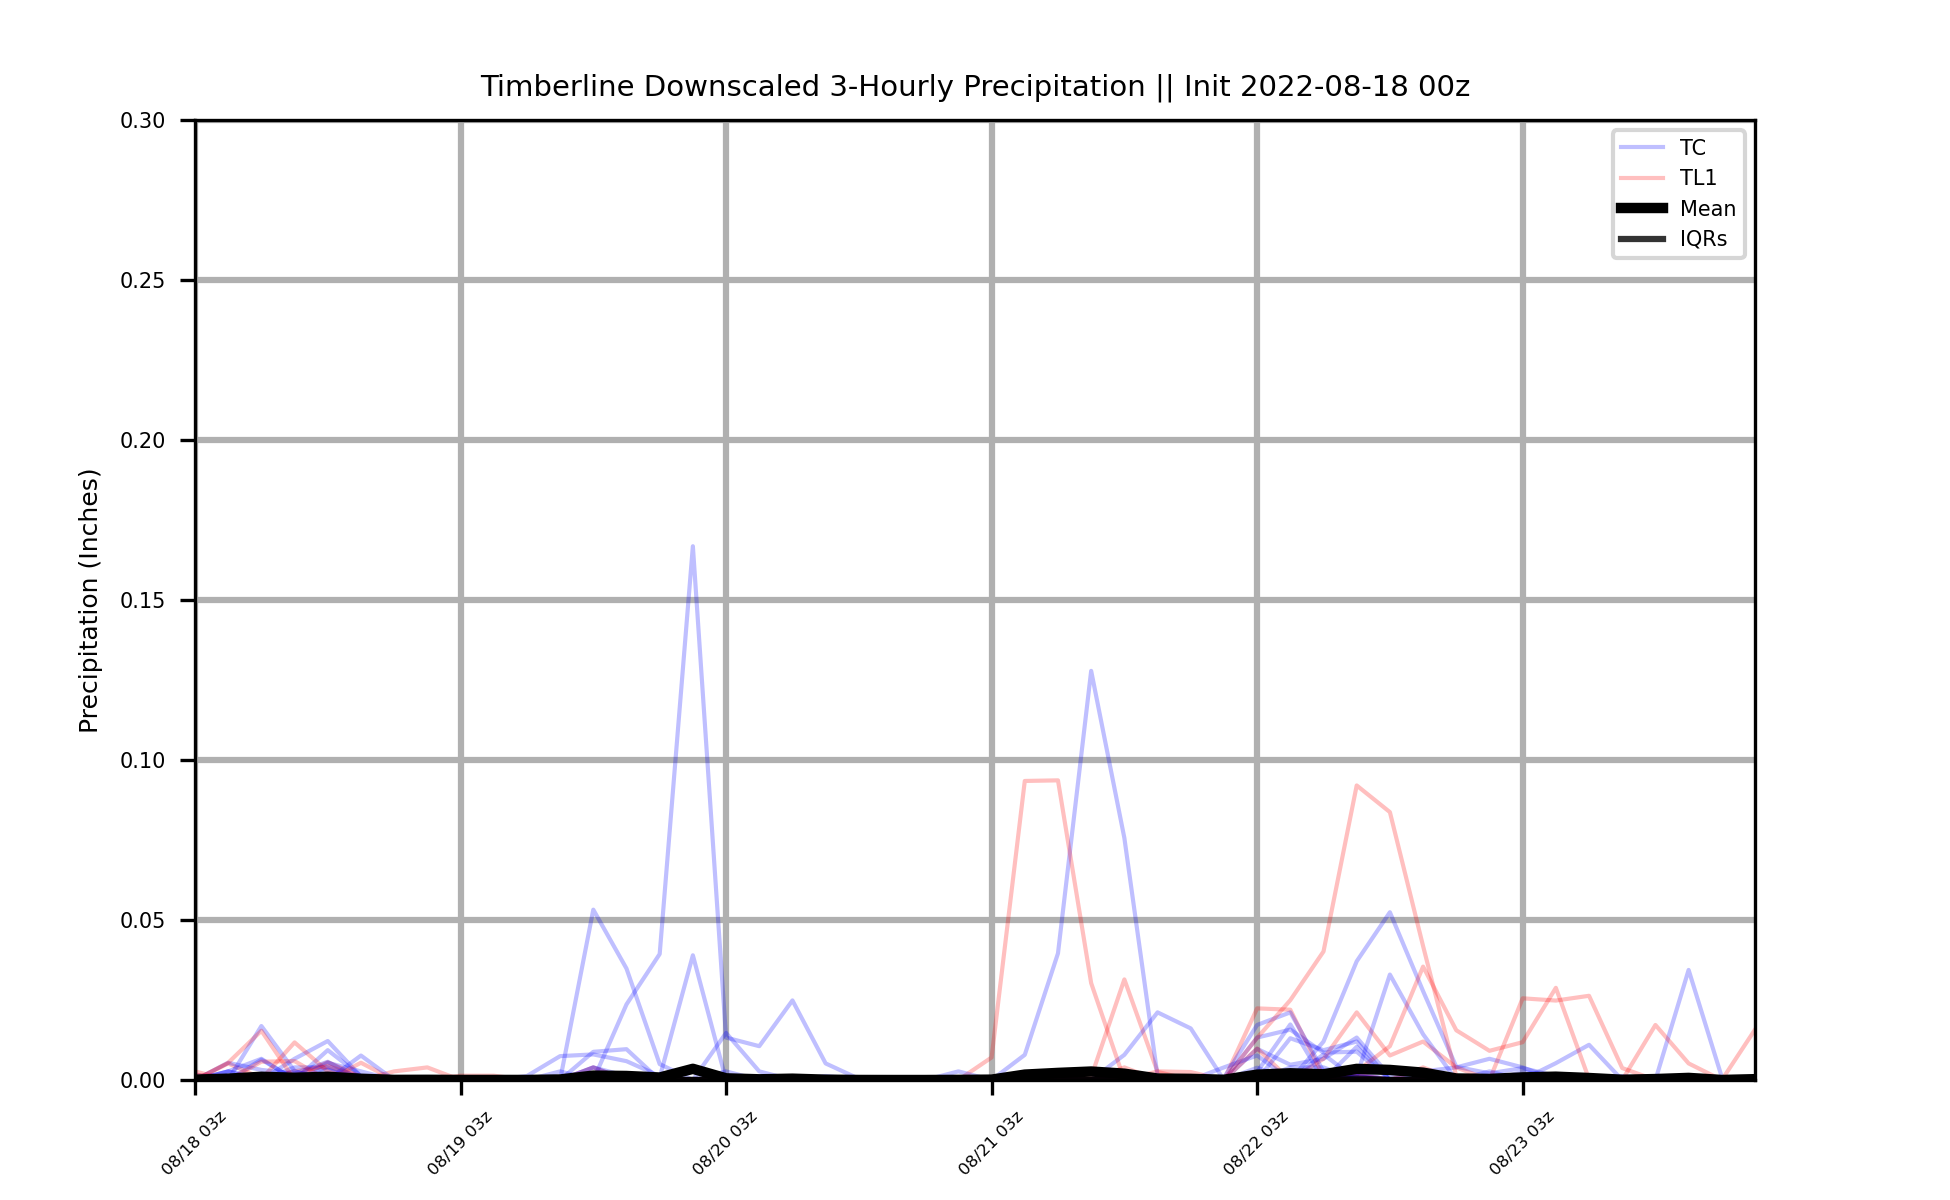 Timberline Downscaled 3-Hourly Precipitation || Init 2022-08-18 00z
TC
TL1
Mean
IQRs
Precipitation (Inches)
0.30
0.25
0.20
0.15
0.10
0.05
0.00
08/18 03z
08/19 03z
08/20 03z
08/21 03z
08/22 03z
08/23 03z